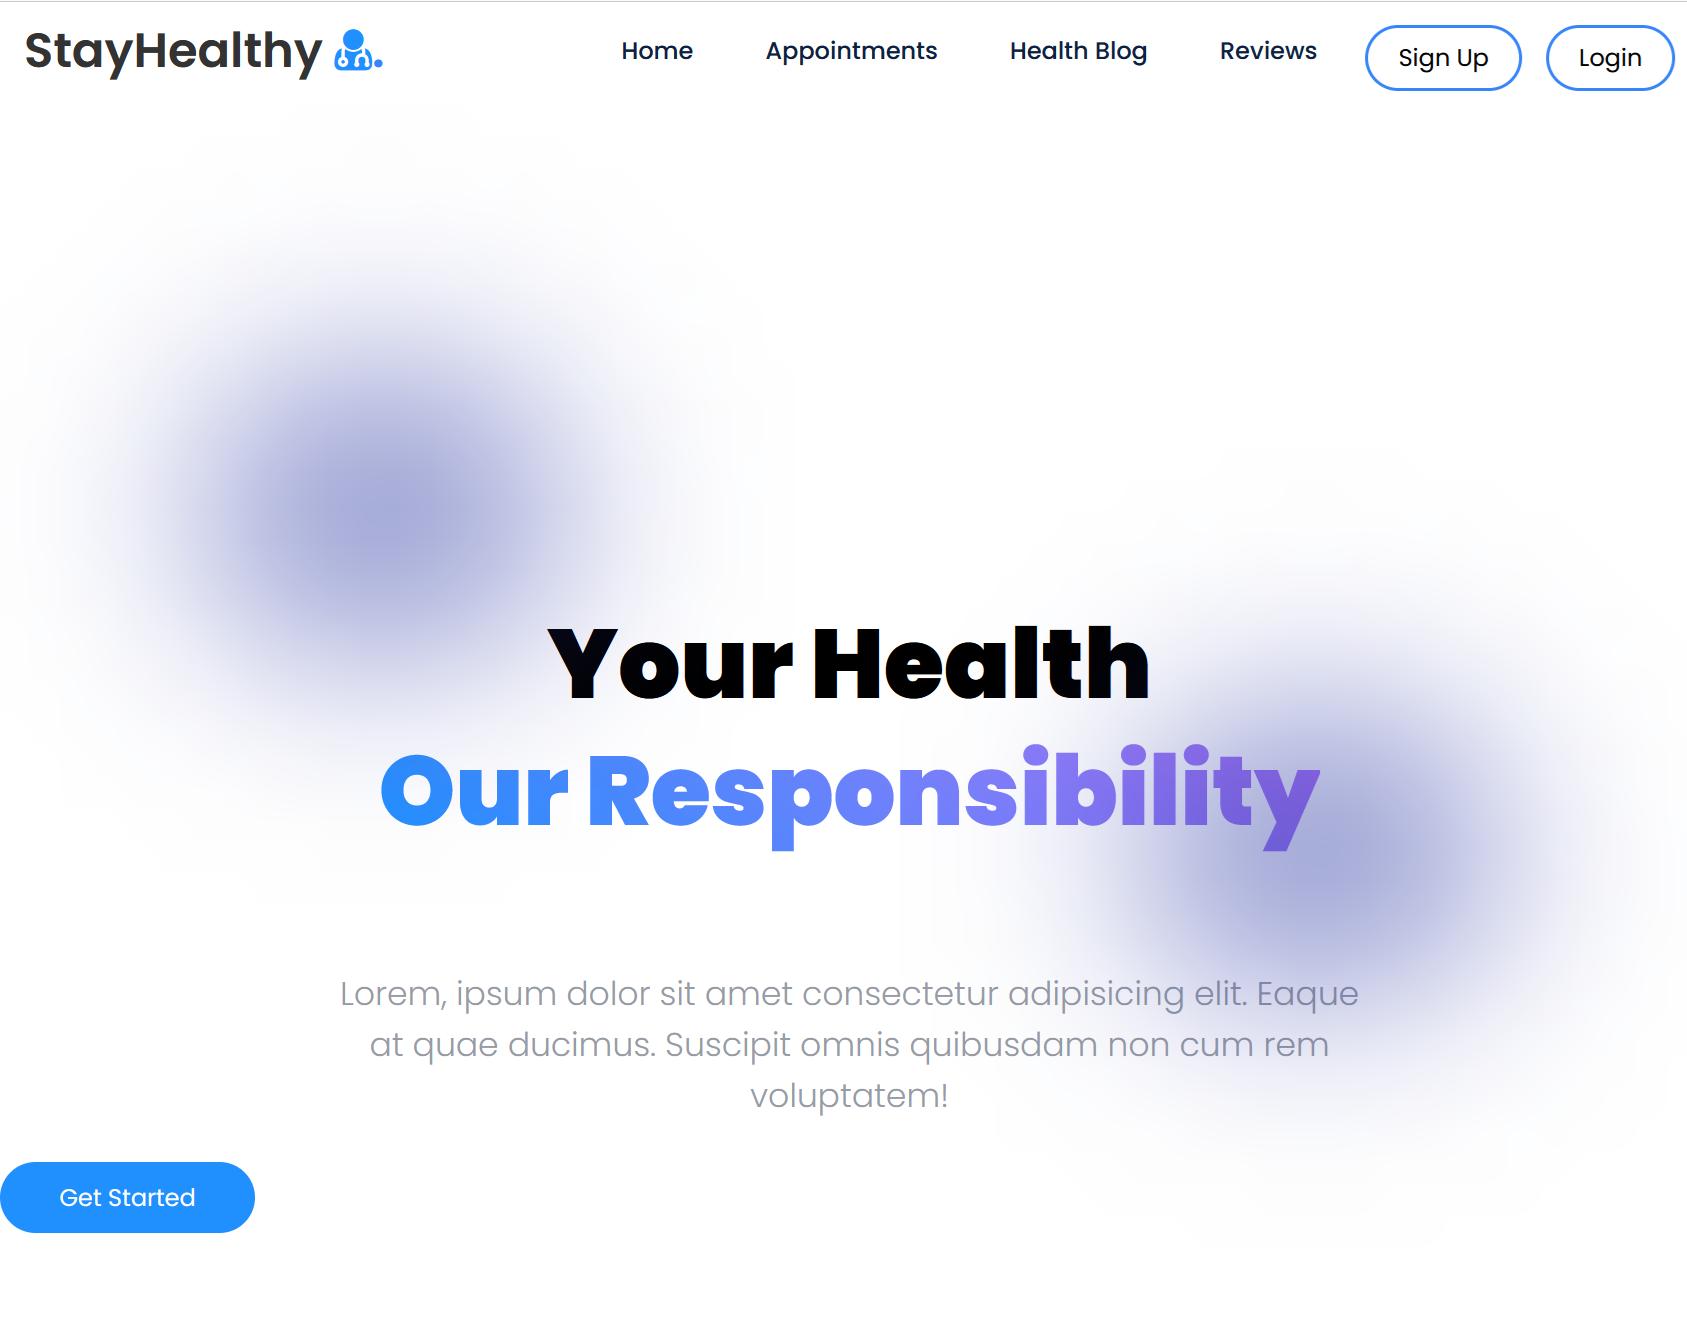 StayHealthy
Home Appointments Health Blog Reviews Sign Up Login
Your Health
Our Responsibility
Lorem, ipsum dolor sit amet consectetur adipisicing elit. Eaque
at quae ducimus. Suscipit omnis quibusdam non cum rem
voluptatem!
Get Started